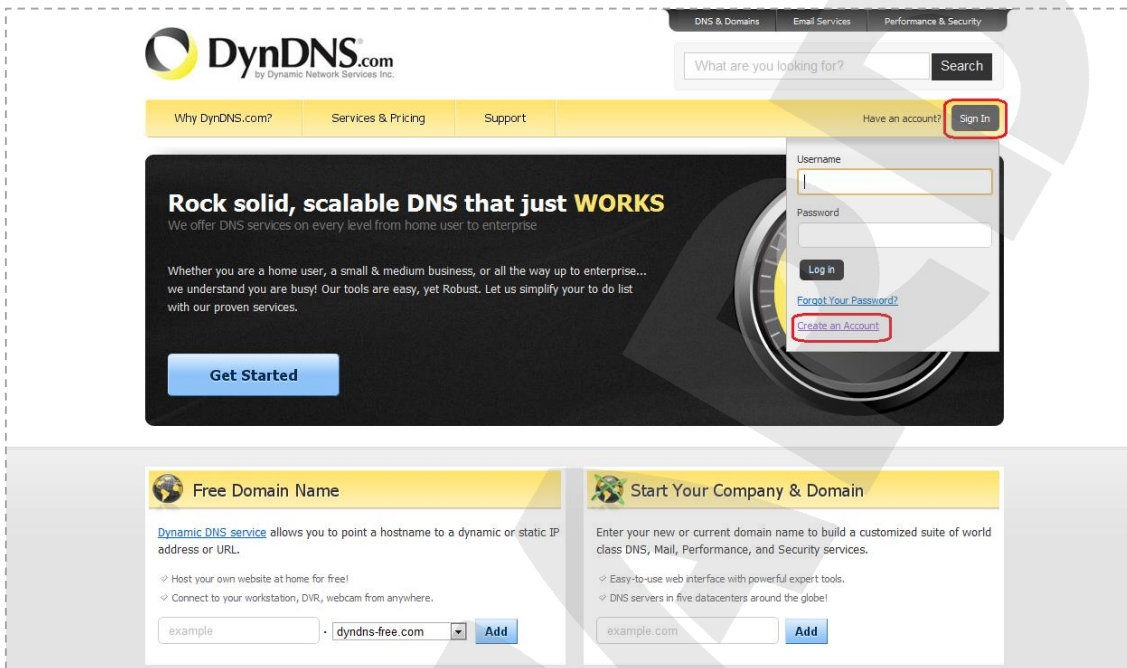 DNS & Domains Email Services Performance & Security
DynDNS.com
by Dynamic Network Services Inc.
What are you looking for? Search
Why DynDNS.com? Services & Pricing Support Have an account? Sign In
Username
Password
Log in
Forgot Your Password?
Create an Account
Rock solid, scalable DNS that just WORKS
We offer DNS services on every level from home user to enterprise
Whether you are a home user, a small & medium business, or all the way up to enterprise...
we understand you are busy! Our tools are easy, yet Robust. Let us simplify your to do list
with our proven services.
Get Started
Free Domain Name
Dynamic DNS service allows you to point a hostname to a dynamic or static IP
address or URL.
Host your own website at home for free!
Connect to your workstation, DVR, webcam from anywhere.
example . dyndns-free.com Add
Start Your Company & Domain
Enter your new or current domain name to build a customized suite of world
class DNS, Mail, Performance, and Security services.
Easy-to-use web interface with powerful expert tools.
DNS servers in five datacenters around the globe!
example.com Add